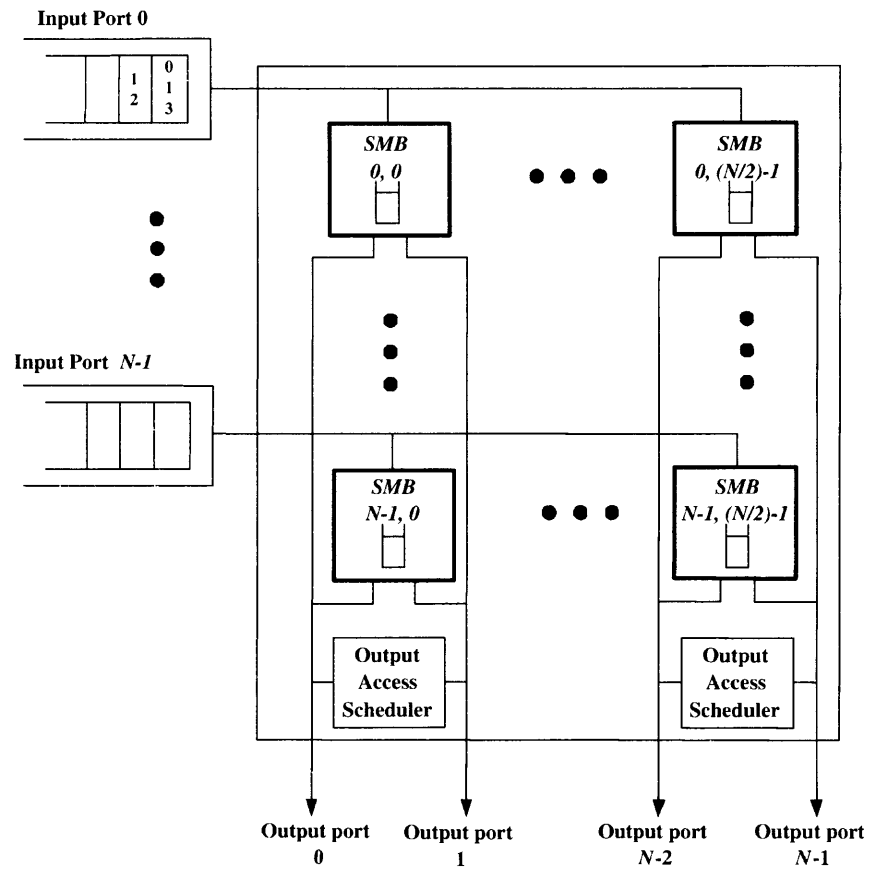 Input Port 0
1
2
0
1
3
SMB
0, 0
SMB
0, (N/2)-1
Input Port N-1
SMB
N-1, 0
SMB
N-1, (N/2)-1
Output
Access
Scheduler
Output
Access
Scheduler
Output port
0
Output port
1
Output port
N-2
Output port
N-1